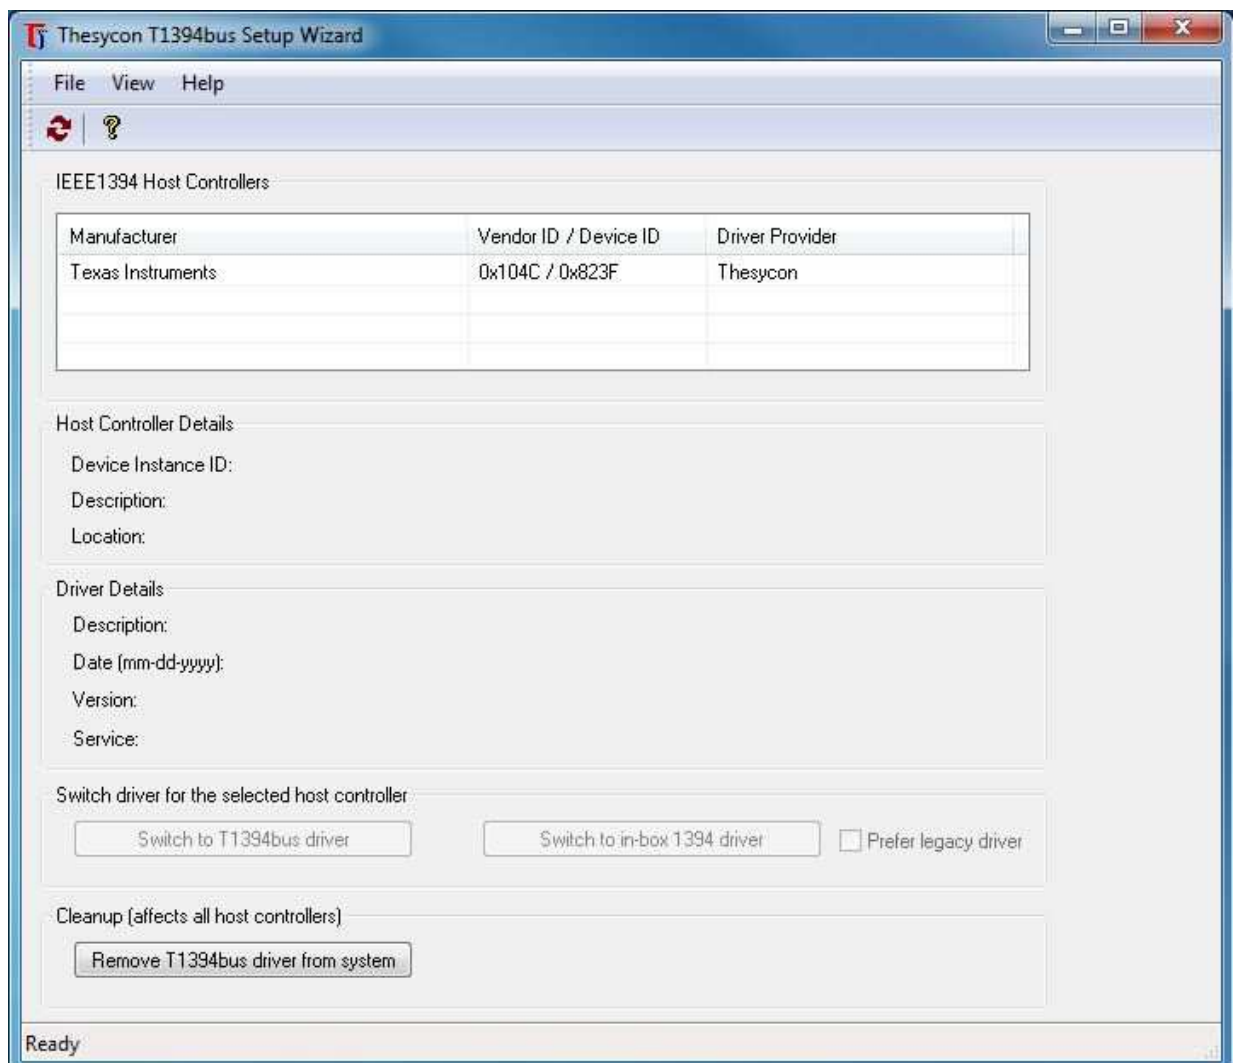 Thesycon T1394bus Setup Wizard
File View Help
IEEE1394 Host Controllers
Manufacturer Vendor ID / Device ID Driver Provider
Texas Instruments 0x104C / 0x823F Thesycon
Host Controller Details
Device Instance ID:
Description:
Location:
Driver Details
Description:
Date (mm-dd-yyyy):
Version:
Service:
Switch driver for the selected host controller
Switch to T1394bus driver Switch to in-box 1394 driver Prefer legacy driver
Cleanup (affects all host controllers)
Remove T1394bus driver from system
Ready